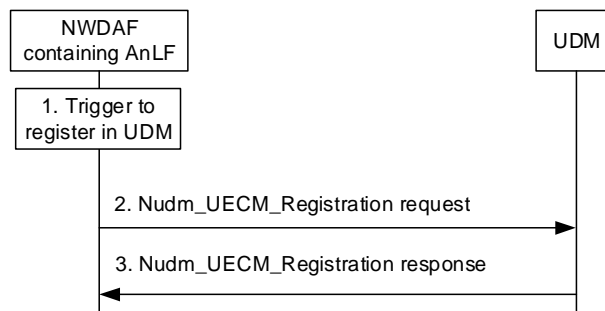 NWDAF
containing AnLF
UDM
1. Trigger to
register in UDM
2. Nudm_UECM_Registration request
3. Nudm_UECM_Registration response